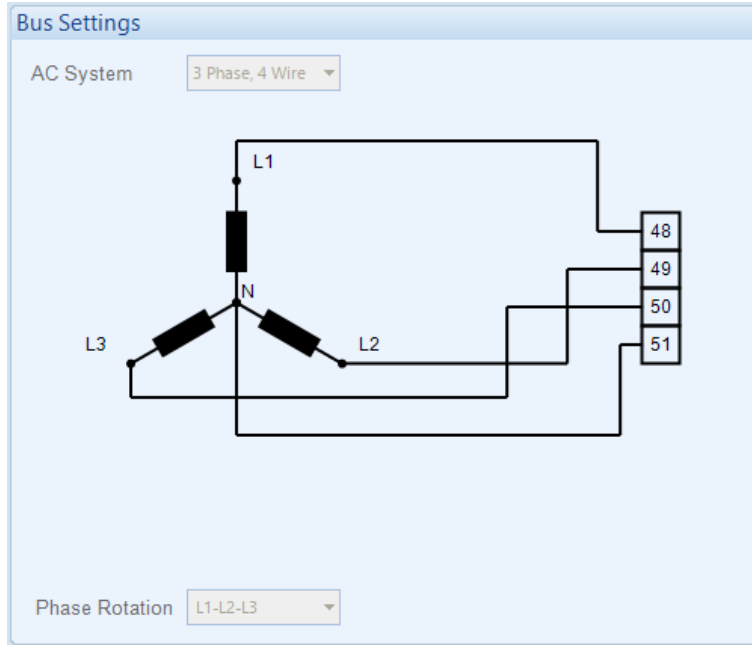 Bus Settings
AC System 3 Phase, 4 Wire
L1
48
49
N
50
L3 L2 51
Phase Rotation L1-L2-L3